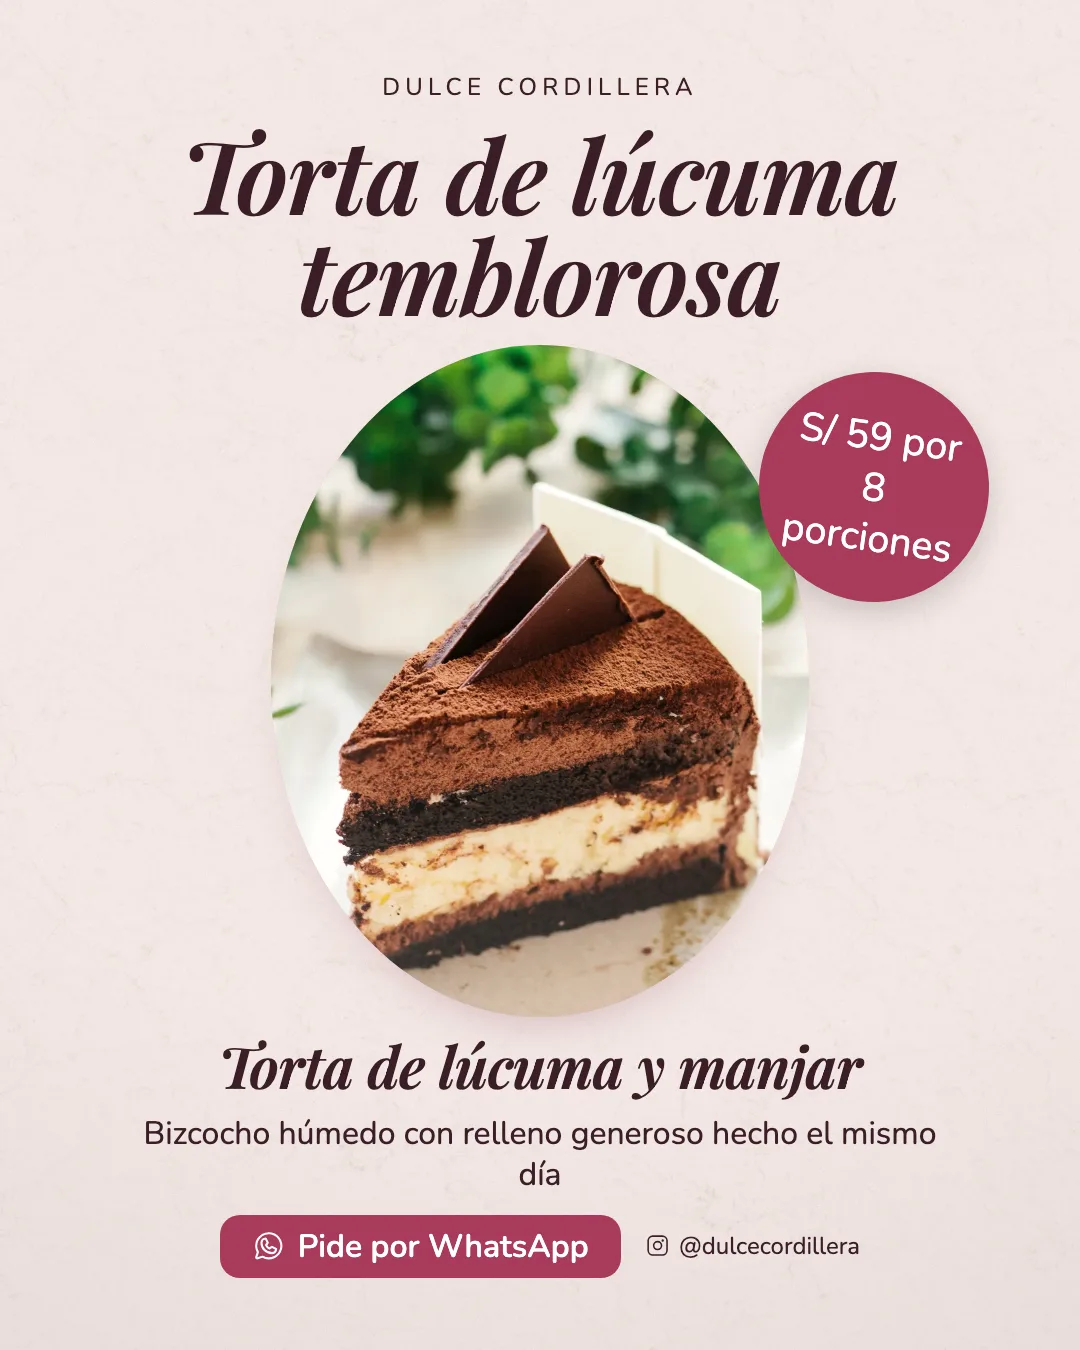 DULCE CORDILLERA
Torta de lúcuma
temblorosa
S/ 59 por
8
porciones
Torta de lúcuma y manjar
Bizcocho húmedo con relleno generoso hecho el mismo
día
Pide por WhatsApp
@dulcecordillera